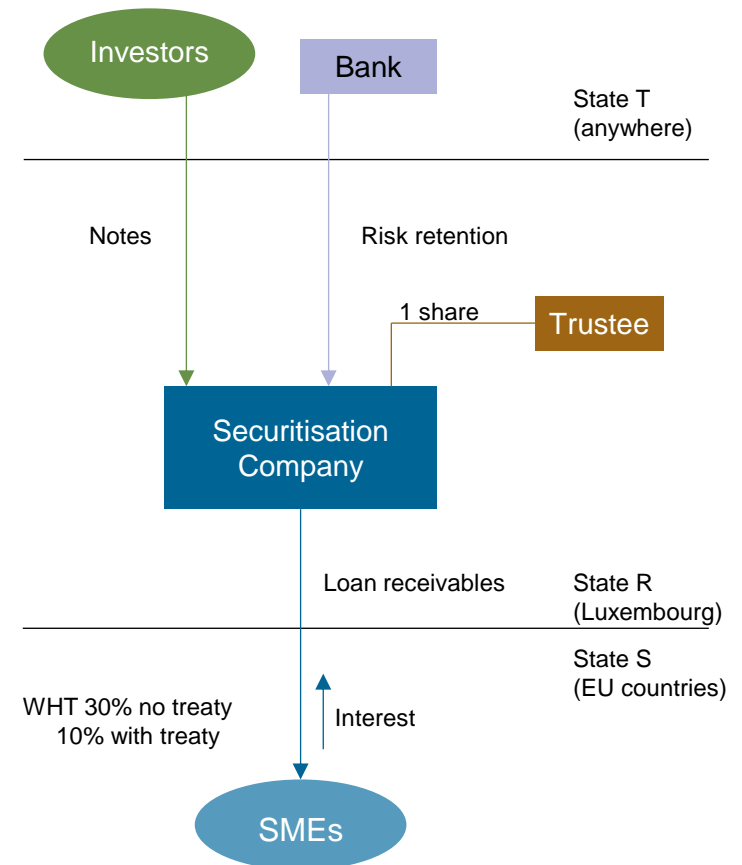 Investors
Bank
State T
(anywhere)
Notes
Risk retention
1 share
Trustee
Securitisation
Company
Loan receivables
State R
(Luxembourg)
State S
(EU countries)
WHT 30% no treaty
10% with treaty
Interest
SMEs